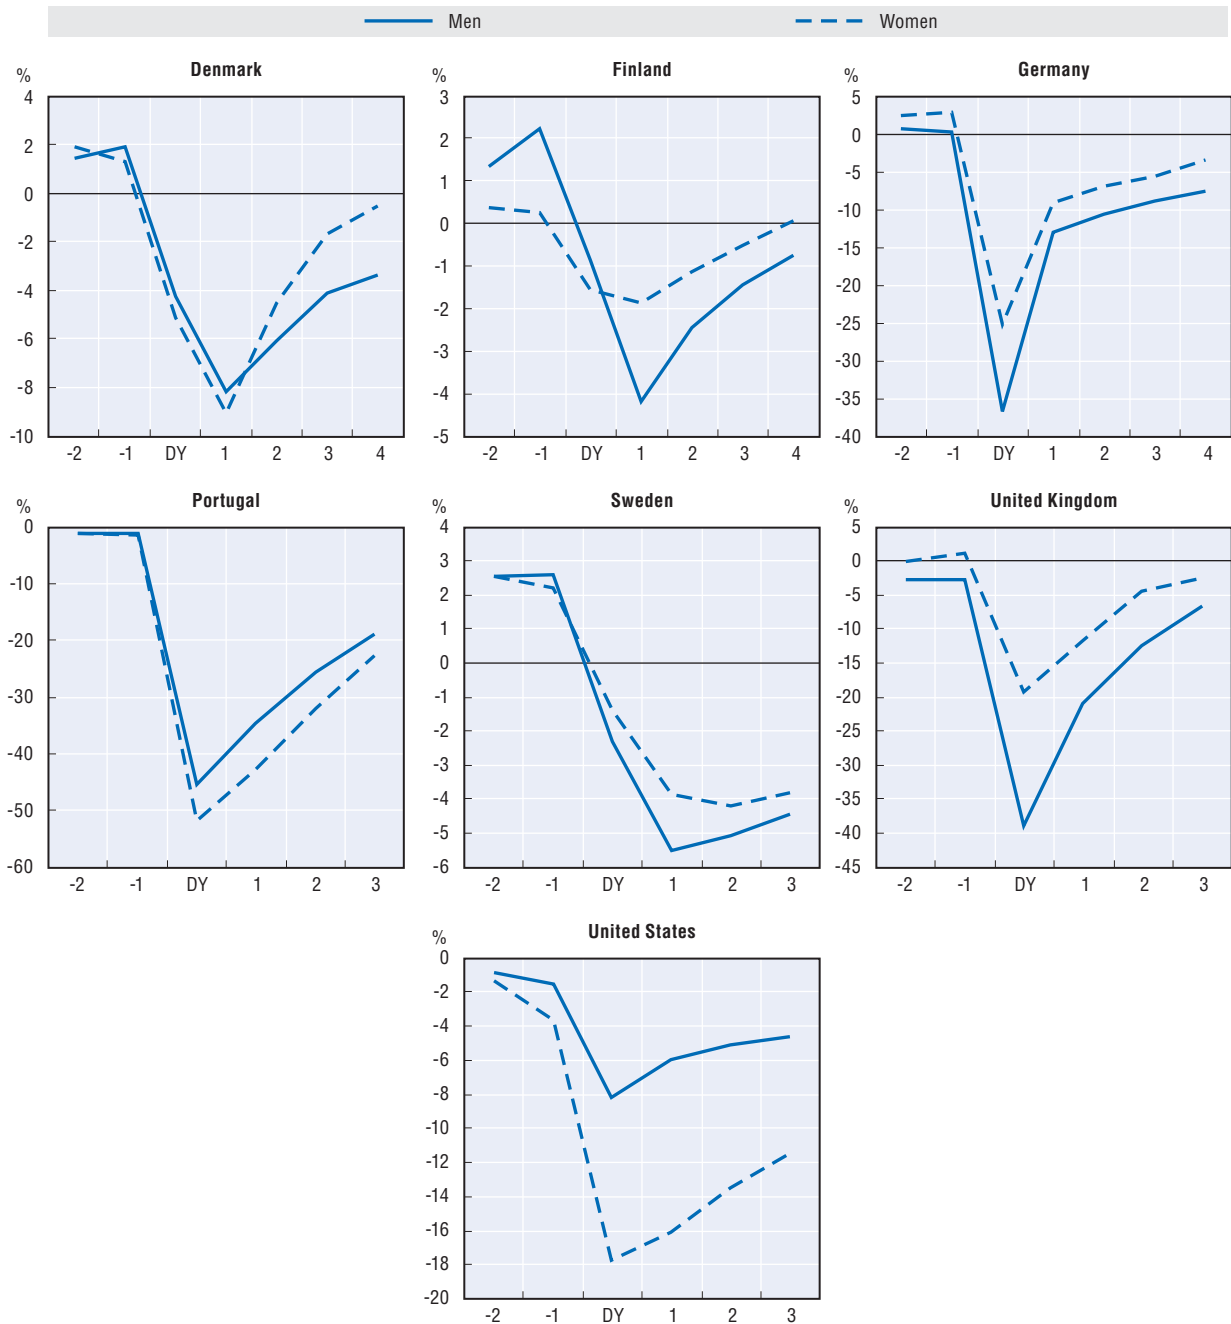 Men Women
Denmark Finland Germany
% % %
4 3 5
2 2 0
0 1 -5
-2 0 -10
-4 -1 -15
-6 -2 -20
-8 -3 -25
-10 -4 -30
-5 -35
-40
-2 -1 DY 1 2 3 4 -2 -1 DY 1 2 3 4 -2 -1 DY 1 2 3 4
Portugal Sweden United Kingdom
% % %
0 4 5
-10 3 0
-20 2 -5
-30 1 -10
-40 0 -15
-50 -1 -20
-60 -2 -25
-3 -30
-4 -35
-5 -40
-6 -45
-2 -1 DY 1 2 3 -2 -1 DY 1 2 3 -2 -1 DY 1 2 3
United States
%
0
-2
-4
-6
-8
-10
-12
-14
-16
-18
-20
-2 -1 DY 1 2 3